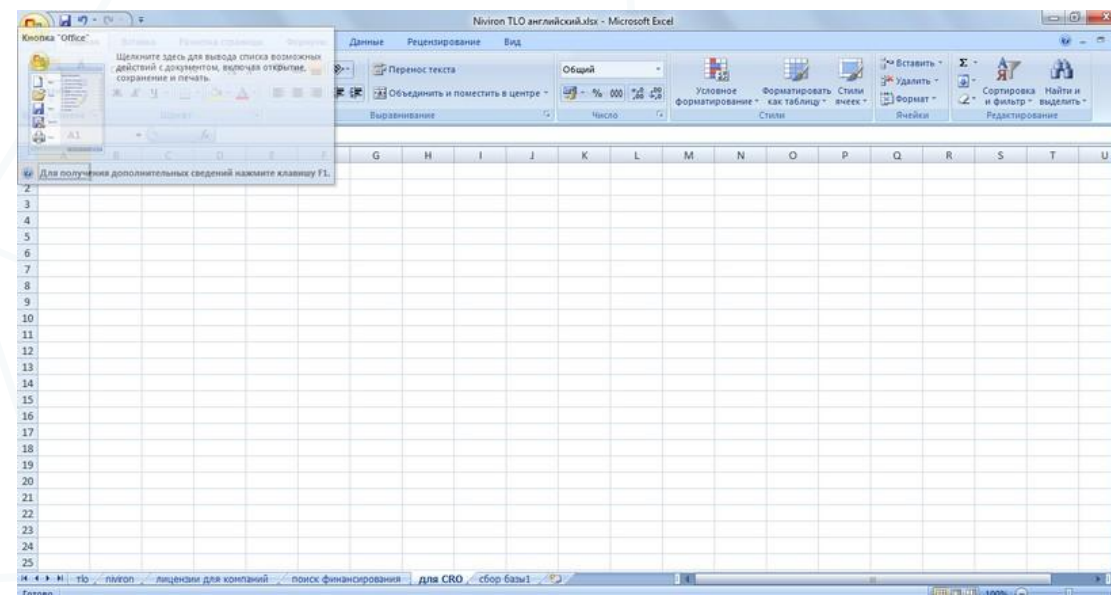 Niviron TLO английский.xlsx - Microsoft Excel
Кнопка "Office"
Щелкните здесь для вывода списка возможных
действий с документом, включая открытие,
сохранение и печать.
Для получения дополнительных сведений нажмите клавишу F1.
Данные Рецензирование Вид
Перенос текста
Объединить и поместить в центре
Выравнивание
Общий
% 000
Число
Условное форматирование
Форматировать как таблицу
Стили ячеек
Стили
Вставить
Удалить
Формат
Ячейки
Σ
Сортировка и фильтр
Найти и выделить
Редактирование
A1
G H I J K L M N O P Q R S T U
2
3
4
5
6
7
8
9
10
11
12
13
14
15
16
17
18
19
20
21
22
23
24
25
tlo niviron лицензии для компаний поиск финансирования для CRO сбор базы1
Готово 100%